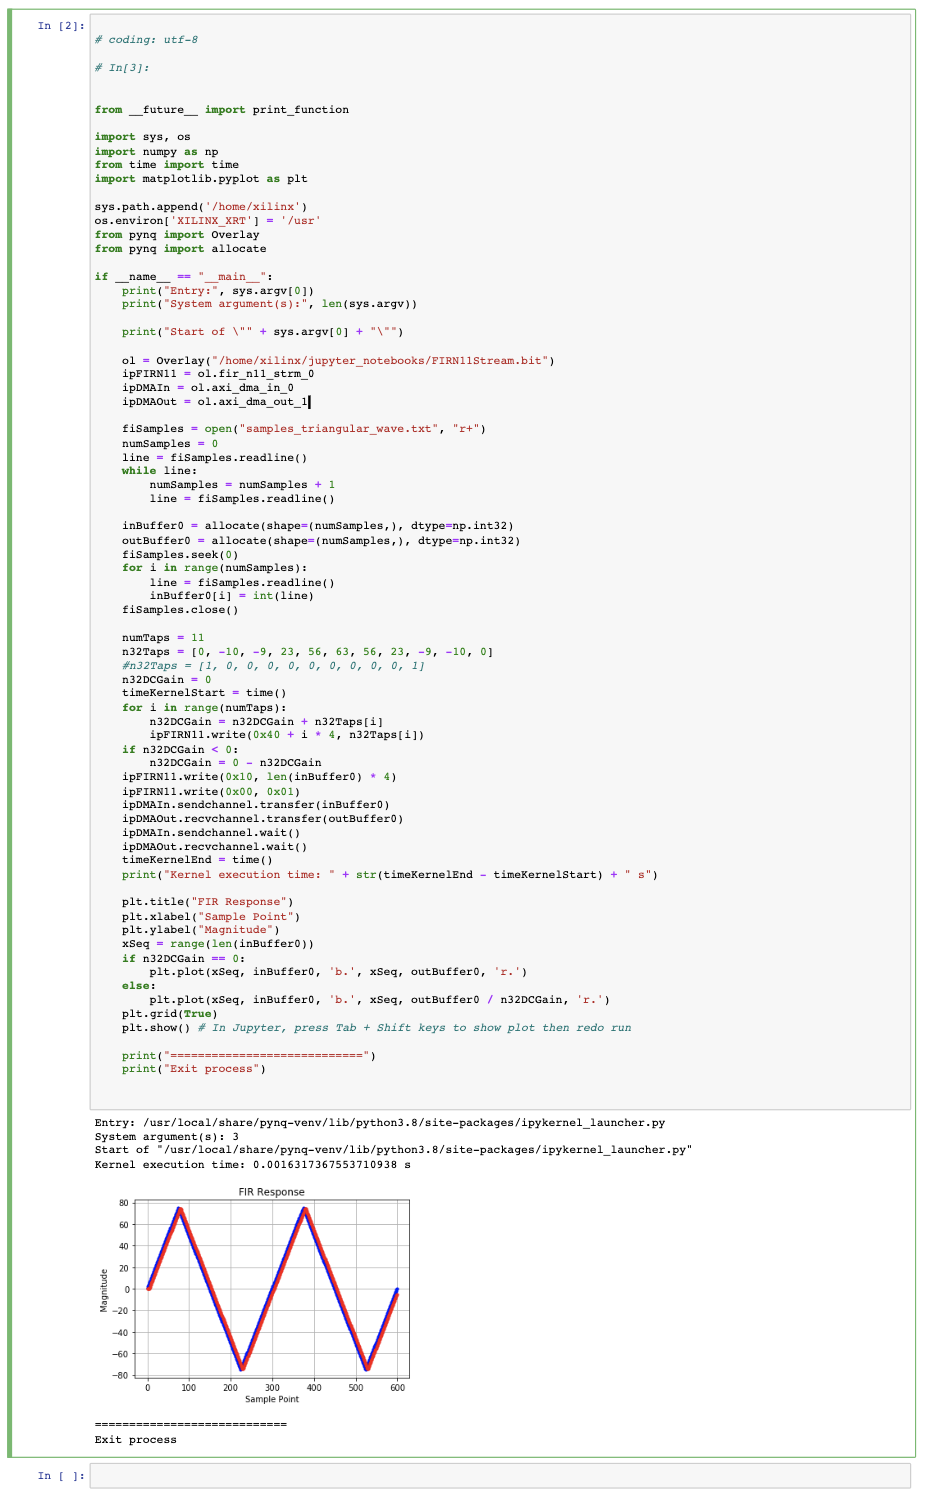 In [2]:
# coding: utf-8
# In[3]:
from __future__ import print_function
import sys, os
import numpy as np
from time import time
import matplotlib.pyplot as plt
sys.path.append('/home/xilinx')
os.environ['XILINX_XRT'] = '/usr'
from pynq import Overlay
from pynq import allocate
if __name__ == "__main__":
    print("Entry:", sys.argv[0])
    print("System argument(s):", len(sys.argv))
    print("Start of \"" + sys.argv[0] + "\"")
    ol = Overlay("/home/xilinx/jupyter_notebooks/FIRN11Stream.bit")
    ipFIRN11 = ol.fir_n11_strm_0
    ipDMAIn = ol.axi_dma_in_0
    ipDMAOut = ol.axi_dma_out_1
    fiSamples = open("samples_triangular_wave.txt", "r+")
    numSamples = 0
    line = fiSamples.readline()
    while line:
        numSamples = numSamples + 1
        line = fiSamples.readline()
    inBuffer0 = allocate(shape=(numSamples,), dtype=np.int32)
    outBuffer0 = allocate(shape=(numSamples,), dtype=np.int32)
    fiSamples.seek(0)
    for i in range(numSamples):
        line = fiSamples.readline()
        inBuffer0[i] = int(line)
    fiSamples.close()
    numTaps = 11
    n32Taps = [0, -10, -9, 23, 56, 63, 56, 23, -9, -10, 0]
    #n32Taps = [1, 0, 0, 0, 0, 0, 0, 0, 0, 0, 1]
    n32DCGain = 0
    timeKernelStart = time()
    for i in range(numTaps):
        n32DCGain = n32DCGain + n32Taps[i]
        ipFIRN11.write(0x40 + i * 4, n32Taps[i])
    if n32DCGain < 0:
        n32DCGain = 0 - n32DCGain
    ipFIRN11.write(0x10, len(inBuffer0) * 4)
    ipFIRN11.write(0x00, 0x01)
    ipDMAIn.sendchannel.transfer(inBuffer0)
    ipDMAOut.recvchannel.transfer(outBuffer0)
    ipDMAIn.sendchannel.wait()
    ipDMAOut.recvchannel.wait()
    timeKernelEnd = time()
    print("Kernel execution time: " + str(timeKernelEnd - timeKernelStart) + " s")
    plt.title("FIR Response")
    plt.xlabel("Sample Point")
    plt.ylabel("Magnitude")
    xSeq = range(len(inBuffer0))
    if n32DCGain == 0:
        plt.plot(xSeq, inBuffer0, 'b.', xSeq, outBuffer0, 'r.')
    else:
        plt.plot(xSeq, inBuffer0, 'b.', xSeq, outBuffer0 / n32DCGain, 'r.')
    plt.grid(True)
    plt.show() # In Jupyter, press Tab + Shift keys to show plot then redo run
    print("============================")
    print("Exit process")
Entry: /usr/local/share/pynq-venv/lib/python3.8/site-packages/ipykernel_launcher.py
System argument(s): 3
Start of "/usr/local/share/pynq-venv/lib/python3.8/site-packages/ipykernel_launcher.py"
Kernel execution time: 0.0016317367553710938 s
FIR Response
80
60
40
20
0
−20
−40
−60
−80
Magnitude
0 100 200 300 400 500 600
Sample Point
============================
Exit process
In [ ]: